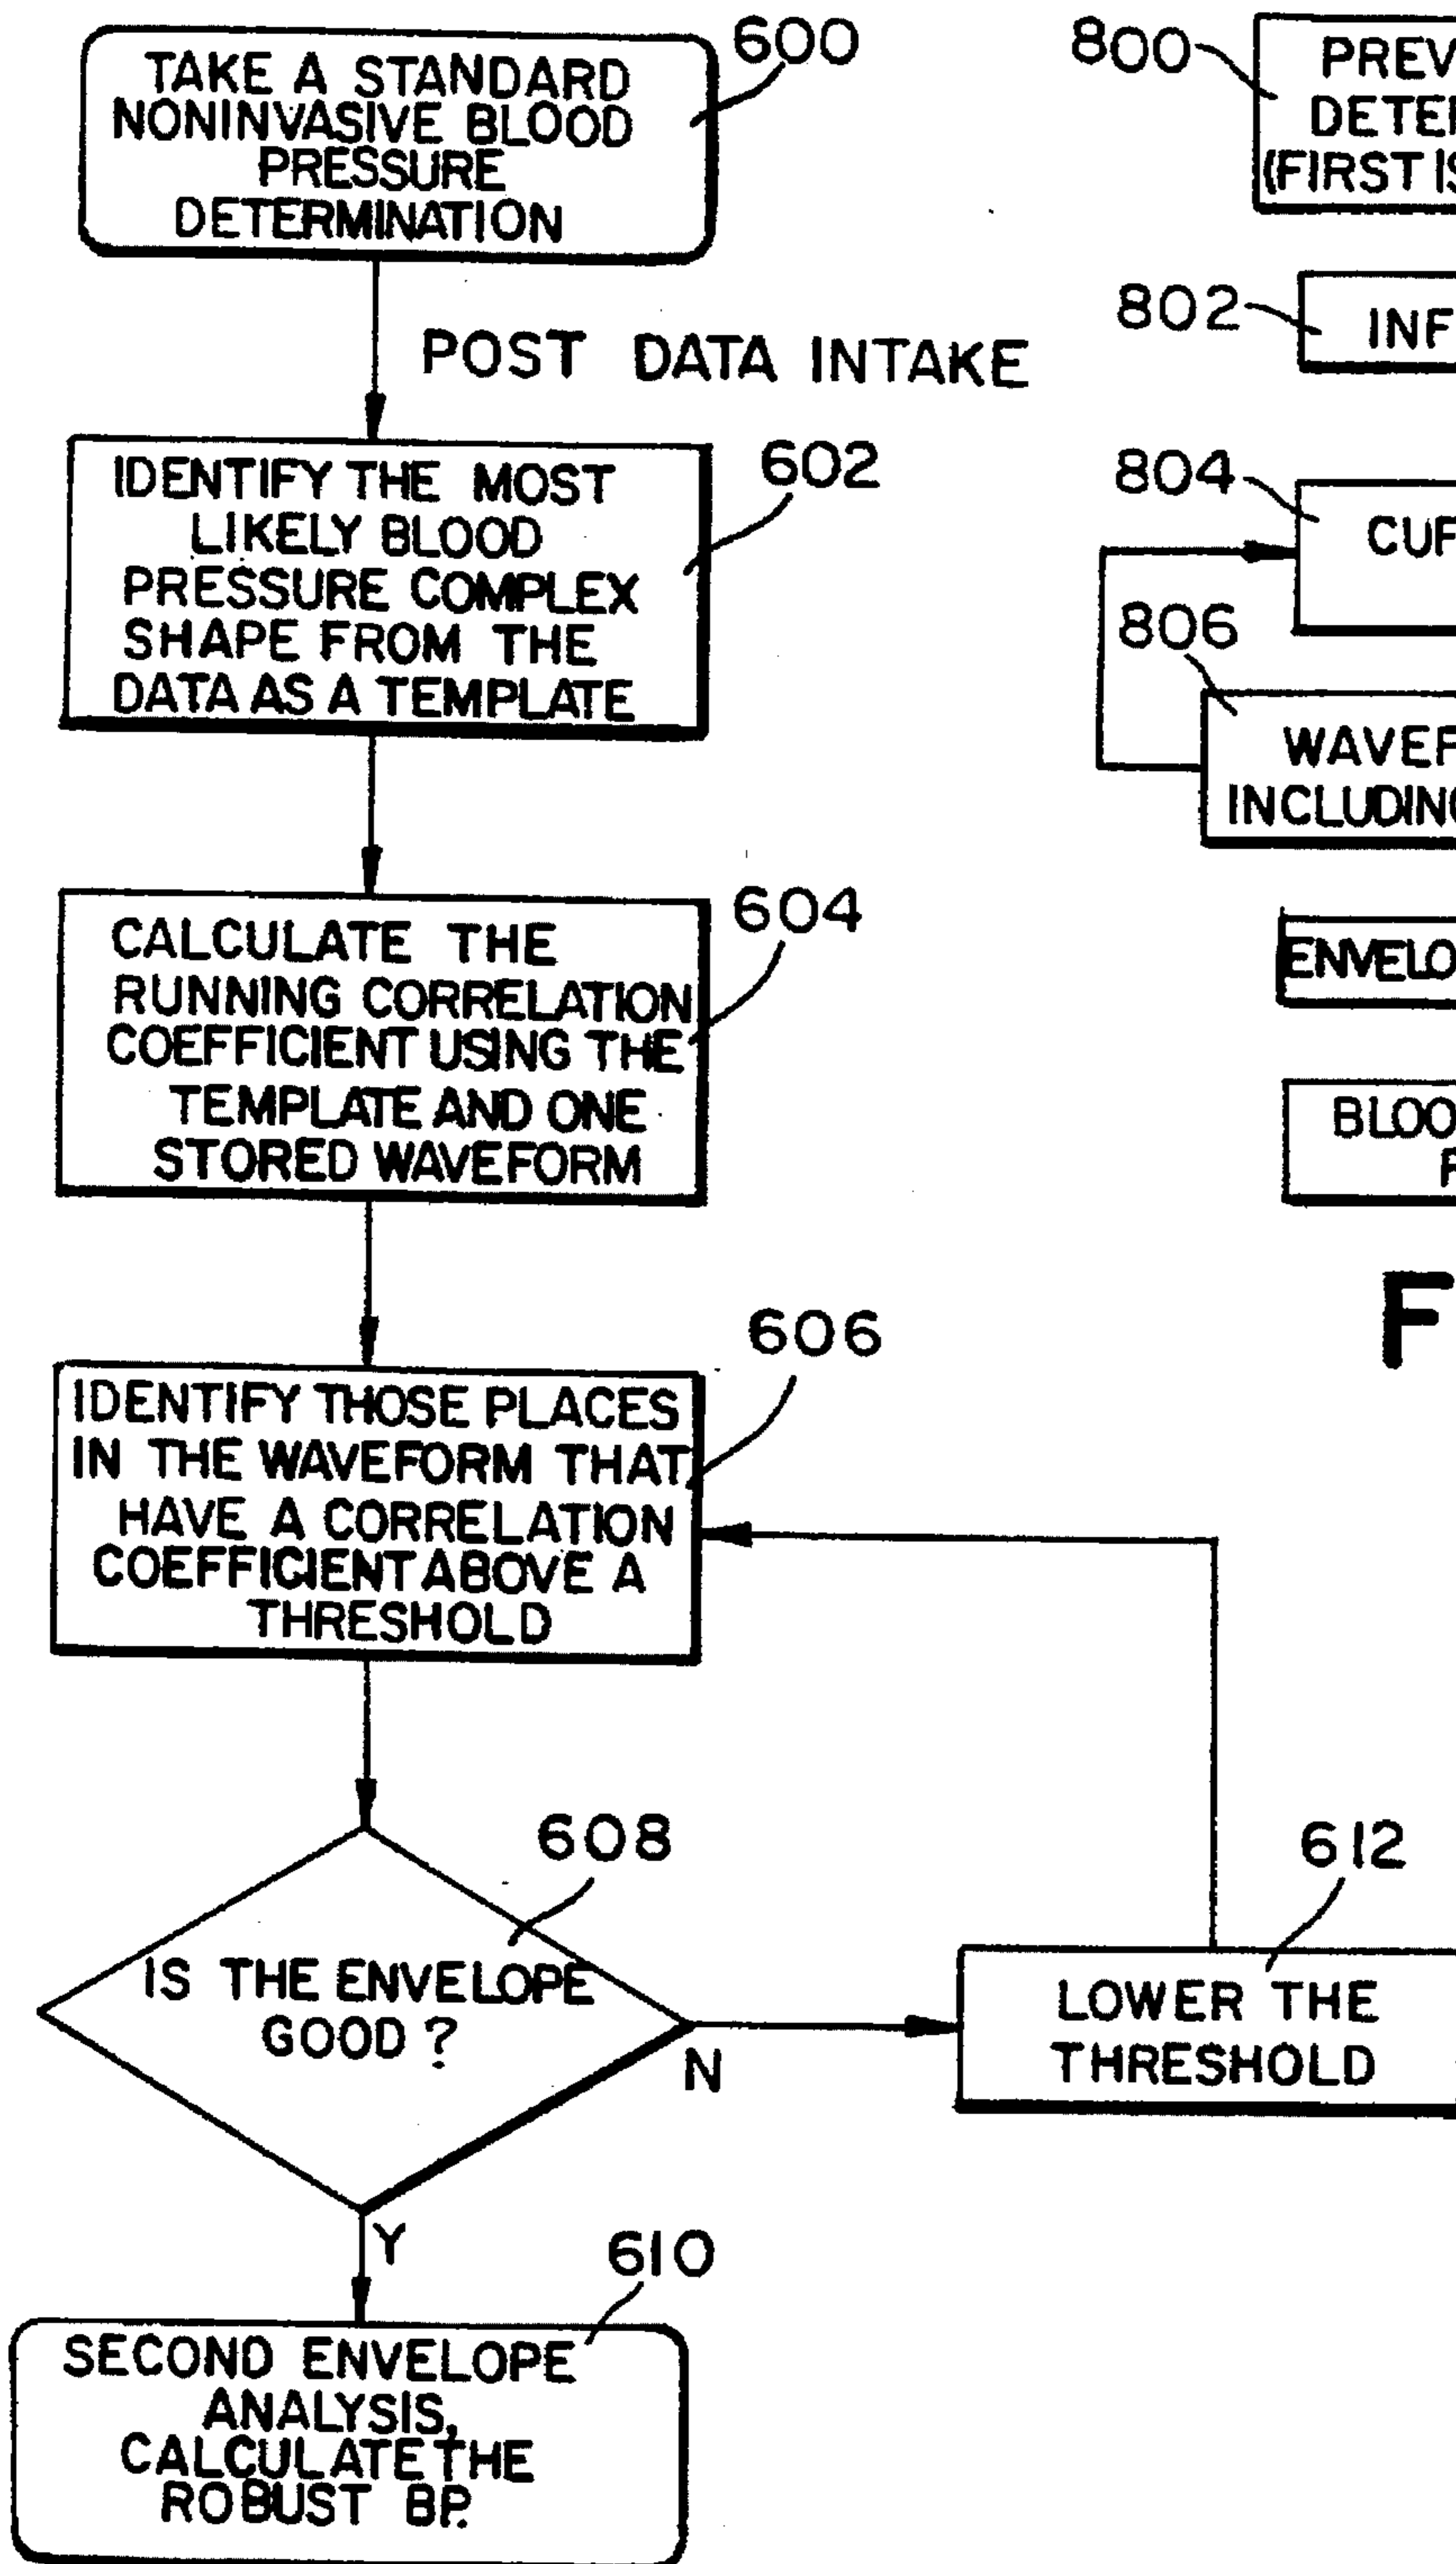 600
TAKE A STANDARD
NONINVASIVE BLOOD
PRESSURE
DETERMINATION
POST DATA INTAKE
602
IDENTIFY THE MOST
LIKELY BLOOD
PRESSURE COMPLEX
SHAPE FROM THE
DATA AS A TEMPLATE
604
CALCULATE THE
RUNNING CORRELATION
COEFFICIENT USING THE
TEMPLATE AND ONE
STORED WAVEFORM
606
IDENTIFY THOSE PLACES
IN THE WAVEFORM THAT
HAVE A CORRELATION
COEFFICIENT ABOVE A
THRESHOLD
608
IS THE ENVELOPE
GOOD ?
N
Y
612
LOWER THE
THRESHOLD
610
SECOND ENVELOPE
ANALYSIS,
CALCULATE THE
ROBUST BP.
800
PREV
DETER
(FIRST IS
802
INF
804
CUF
806
WAVEF
INCLUDING
ENVELO
BLOO
F
F